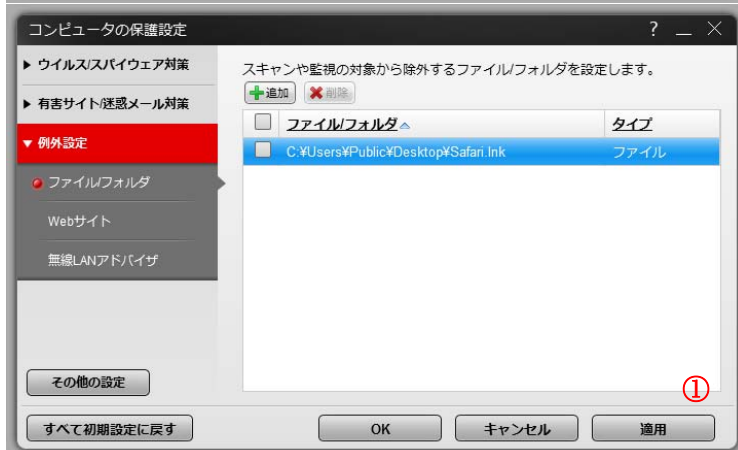 コンピュータの保護設定
? _ ×
▶ ウイルス/スパイウェア対策
▶ 有害サイト/迷惑メール対策
▼ 例外設定
ファイル/フォルダ
Webサイト
無線LANアドバイザ
その他の設定
スキャンや監視の対象から除外するファイル/フォルダを設定します。
追加 削除
ファイル/フォルダ タイプ
C:¥Users¥Public¥Desktop¥Safari.lnk ファイル
①
すべて初期設定に戻す OK キャンセル 適用